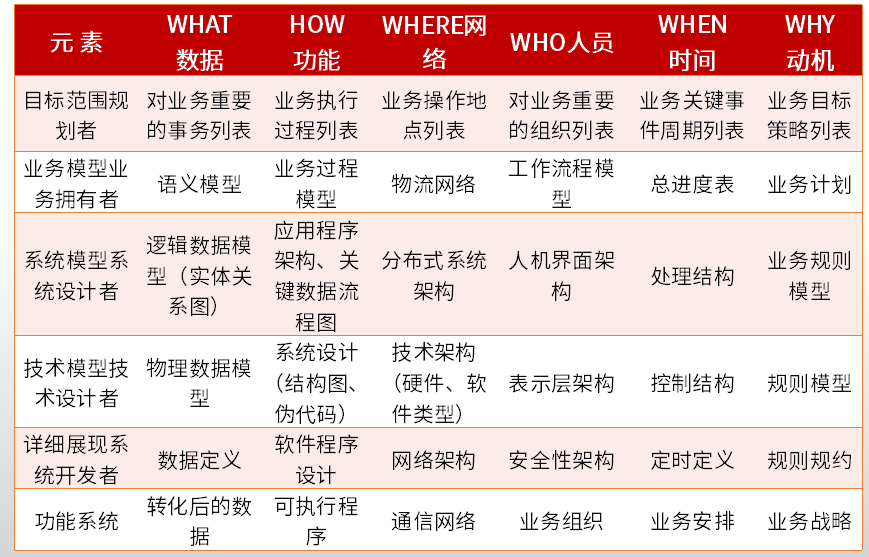 元 素
WHAT
数据
HOW
功能
WHERE网
络
WHO人员
WHEN
时间
WHY
动机
目标范围规
划者
对业务重要
的事务列表
业务执行
过程列表
业务操作地
点列表
对业务重要
的组织列表
业务关键事
件周期列表
业务目标
策略列表
业务模型业
务拥有者
语义模型
业务过程
模型
物流网络
工作流程模
型
总进度表
业务计划
系统模型系
统设计者
逻辑数据模
型（实体关
系图）
应用程序
架构、关
键数据流
程图
分布式系统
架构
人机界面架
构
处理结构
业务规则
模型
技术模型技
术设计者
物理数据模
型
系统设计
（结构图、
伪代码）
技术架构
（硬件、软
件类型）
表示层架构
控制结构
规则模型
详细展现系
统开发者
数据定义
软件程序
设计
网络架构
安全性架构
定时定义
规则规约
功能系统
转化后的数
据
可执行程
序
通信网络
业务组织
业务安排
业务战略